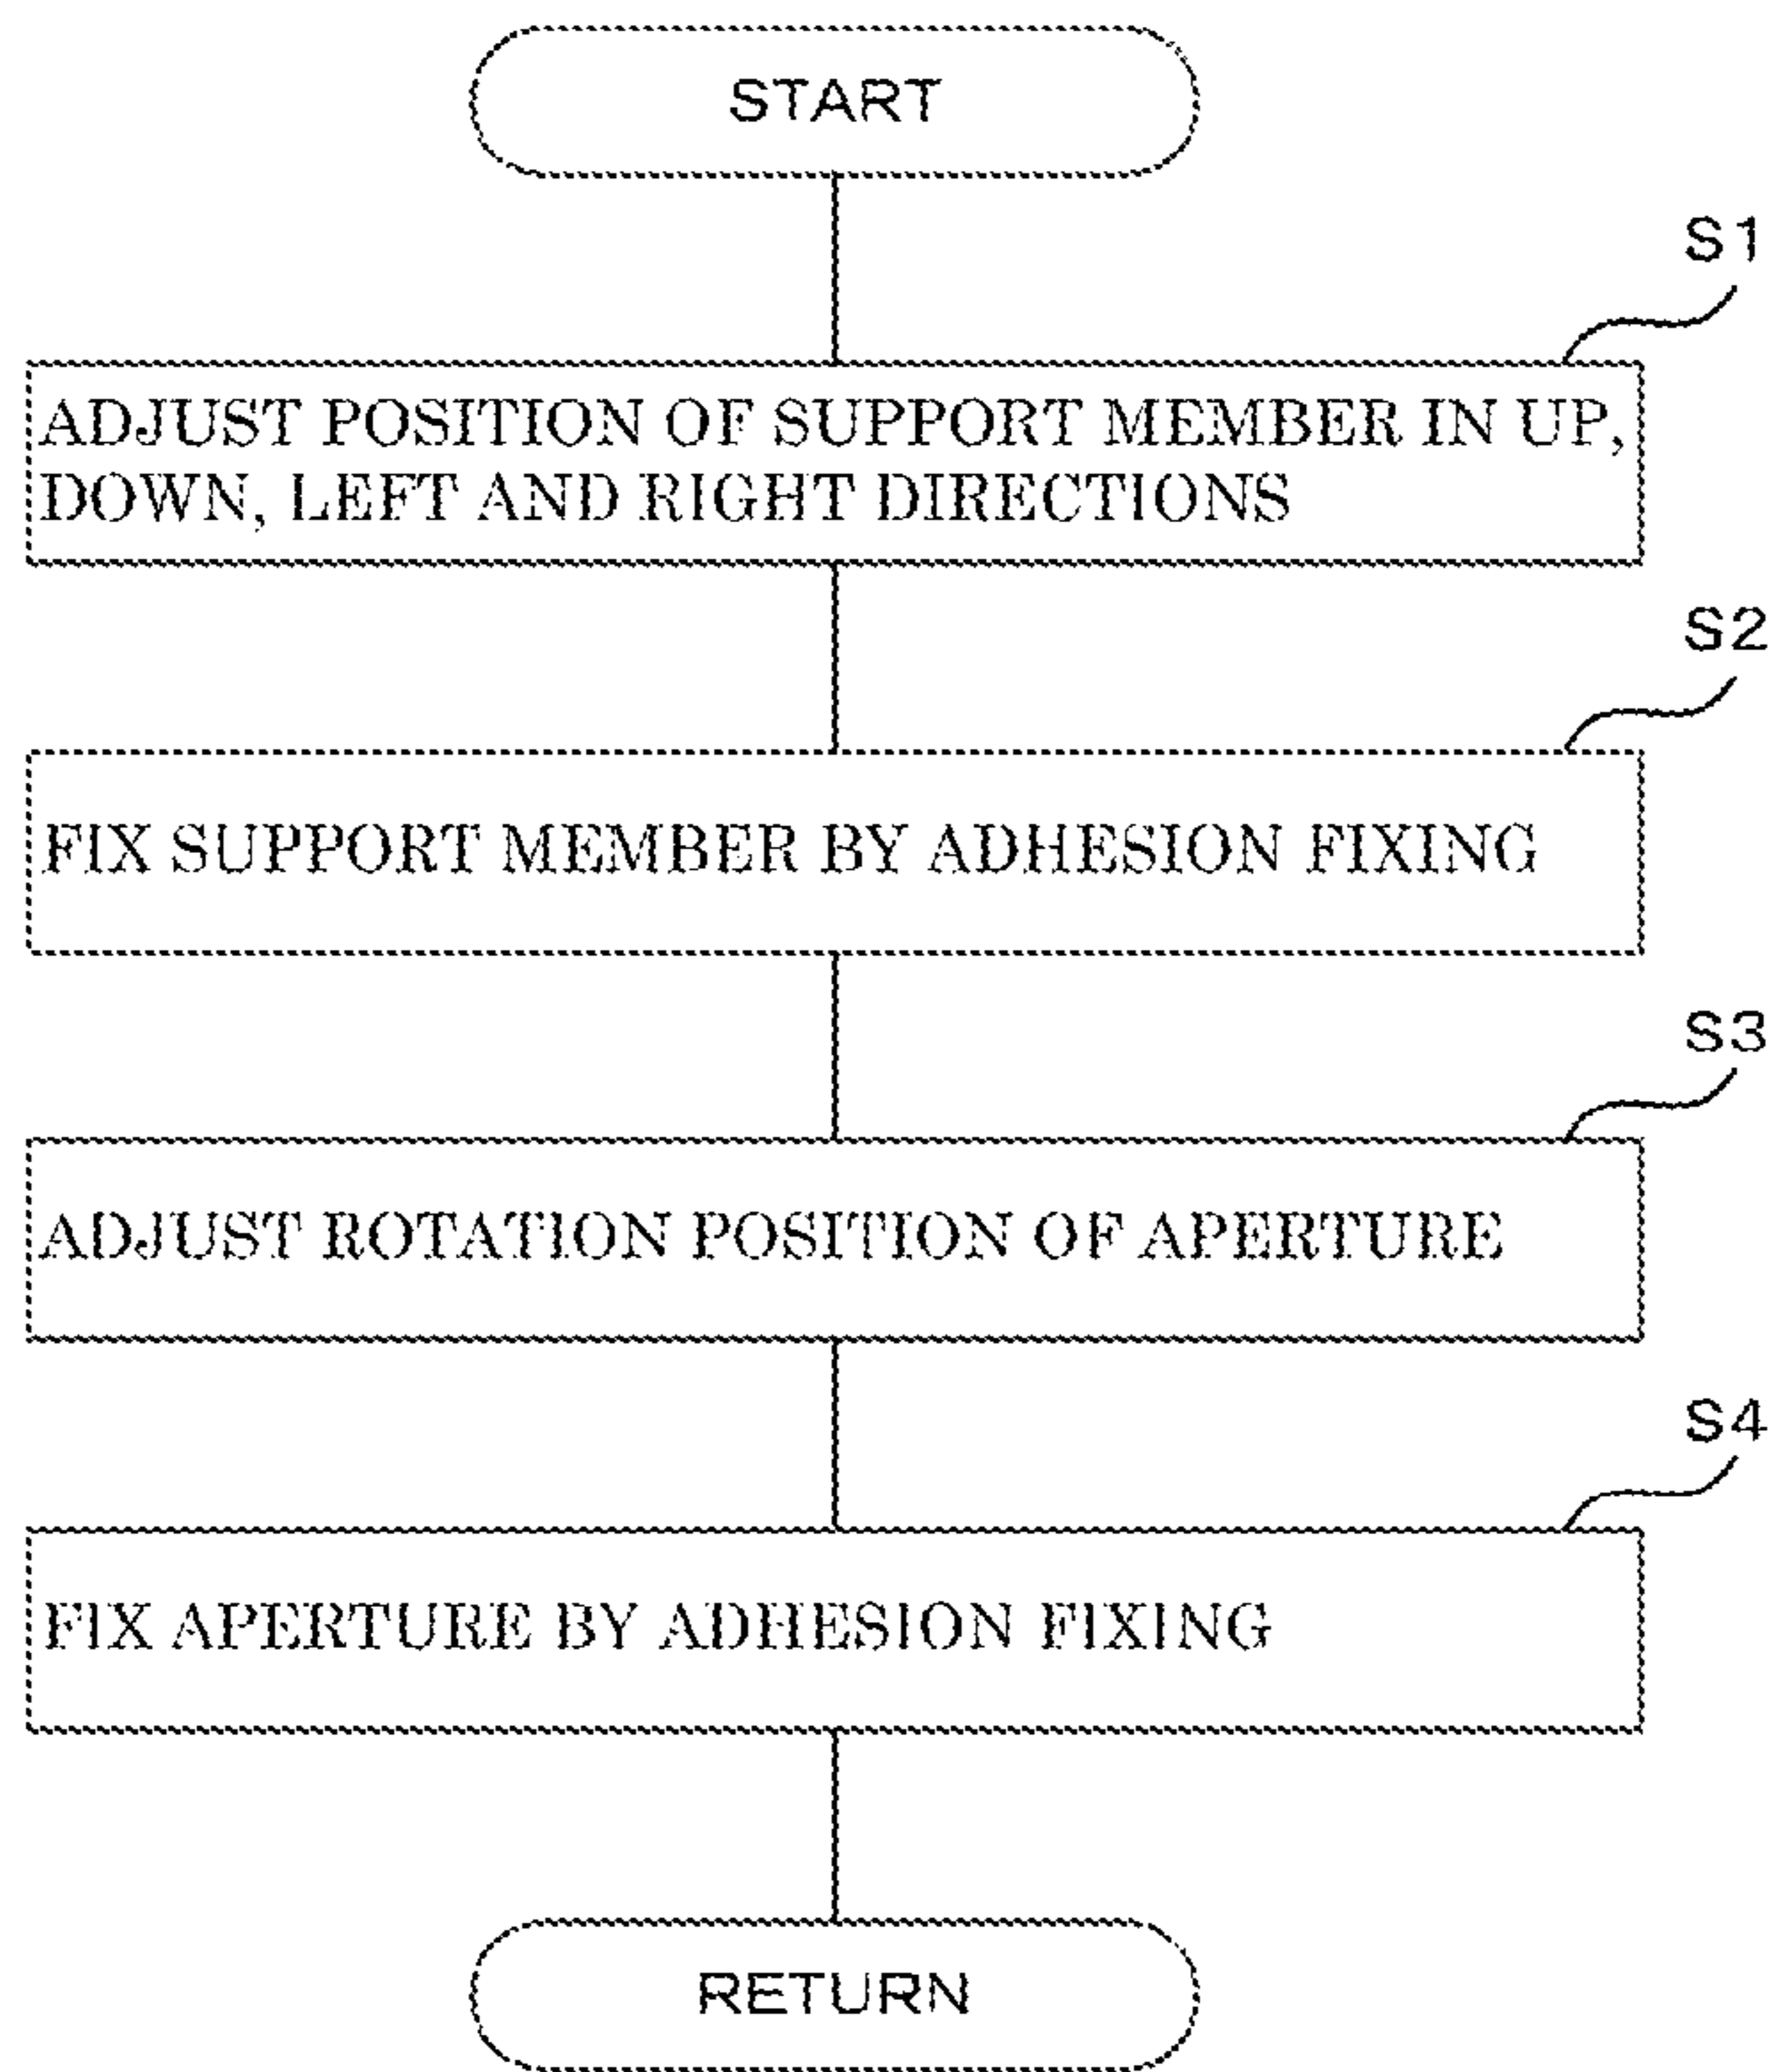 START
S1
ADJUST POSITION OF SUPPORT MEMBER IN UP,
DOWN, LEFT AND RIGHT DIRECTIONS
S2
FIX SUPPORT MEMBER BY ADHESION FIXING
S3
ADJUST ROTATION POSITION OF APERTURE
S4
FIX APERTURE BY ADHESION FIXING
RETURN